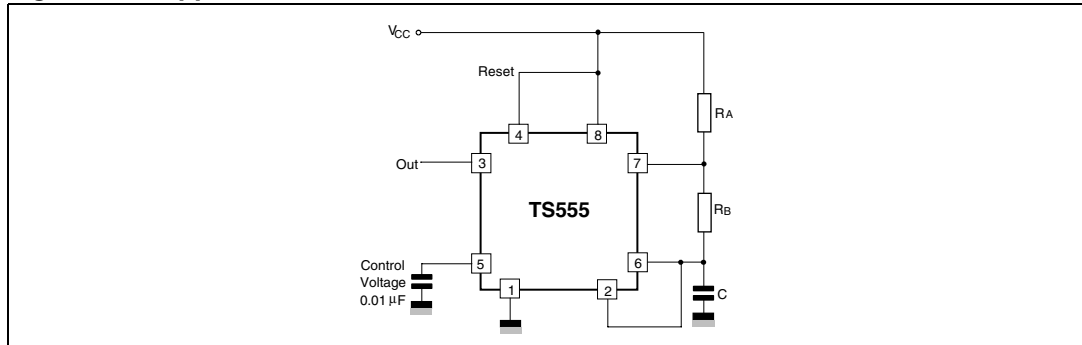 VCC
Reset
RA
4
8
Out
3
7
TS555
RB
Control
Voltage
0.01 µF
5
6
1
2
C